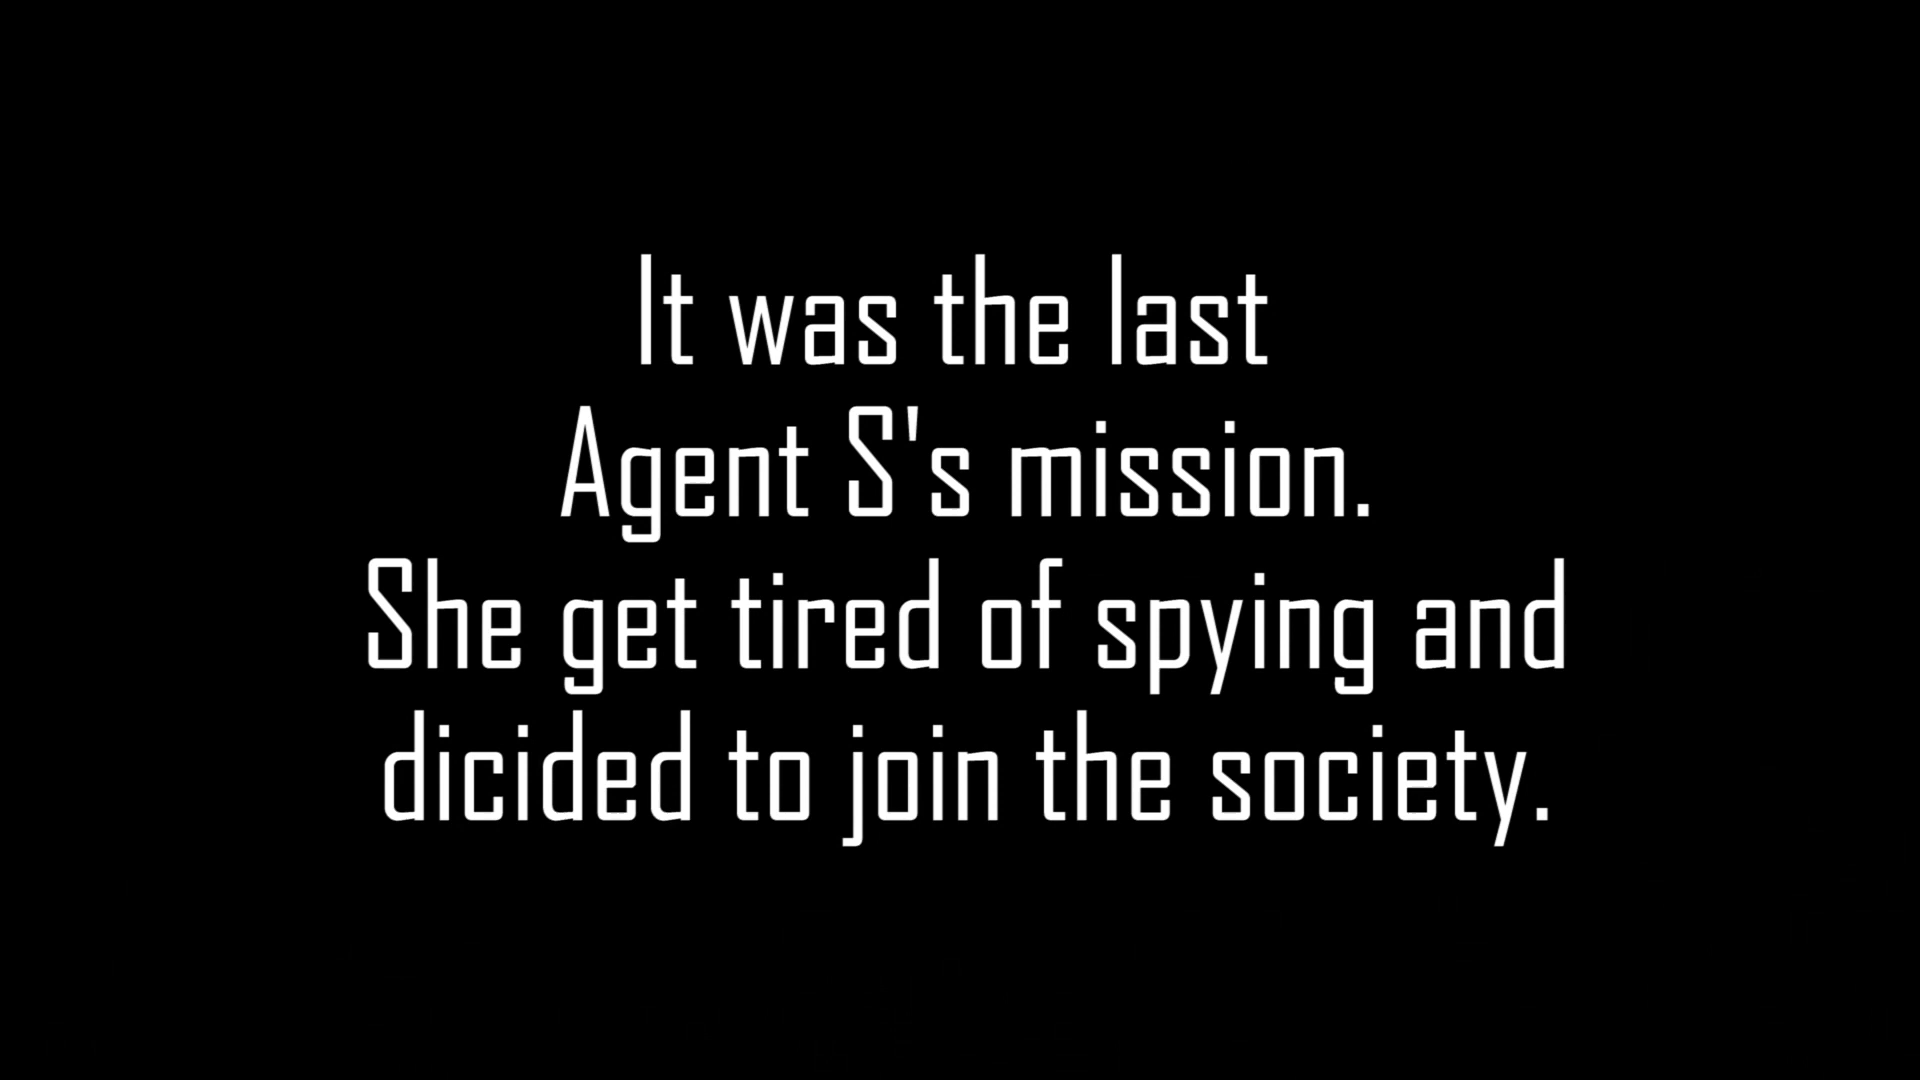 It was the last
Agent S's mission.
She get tired of spying and
dicided to join the society.